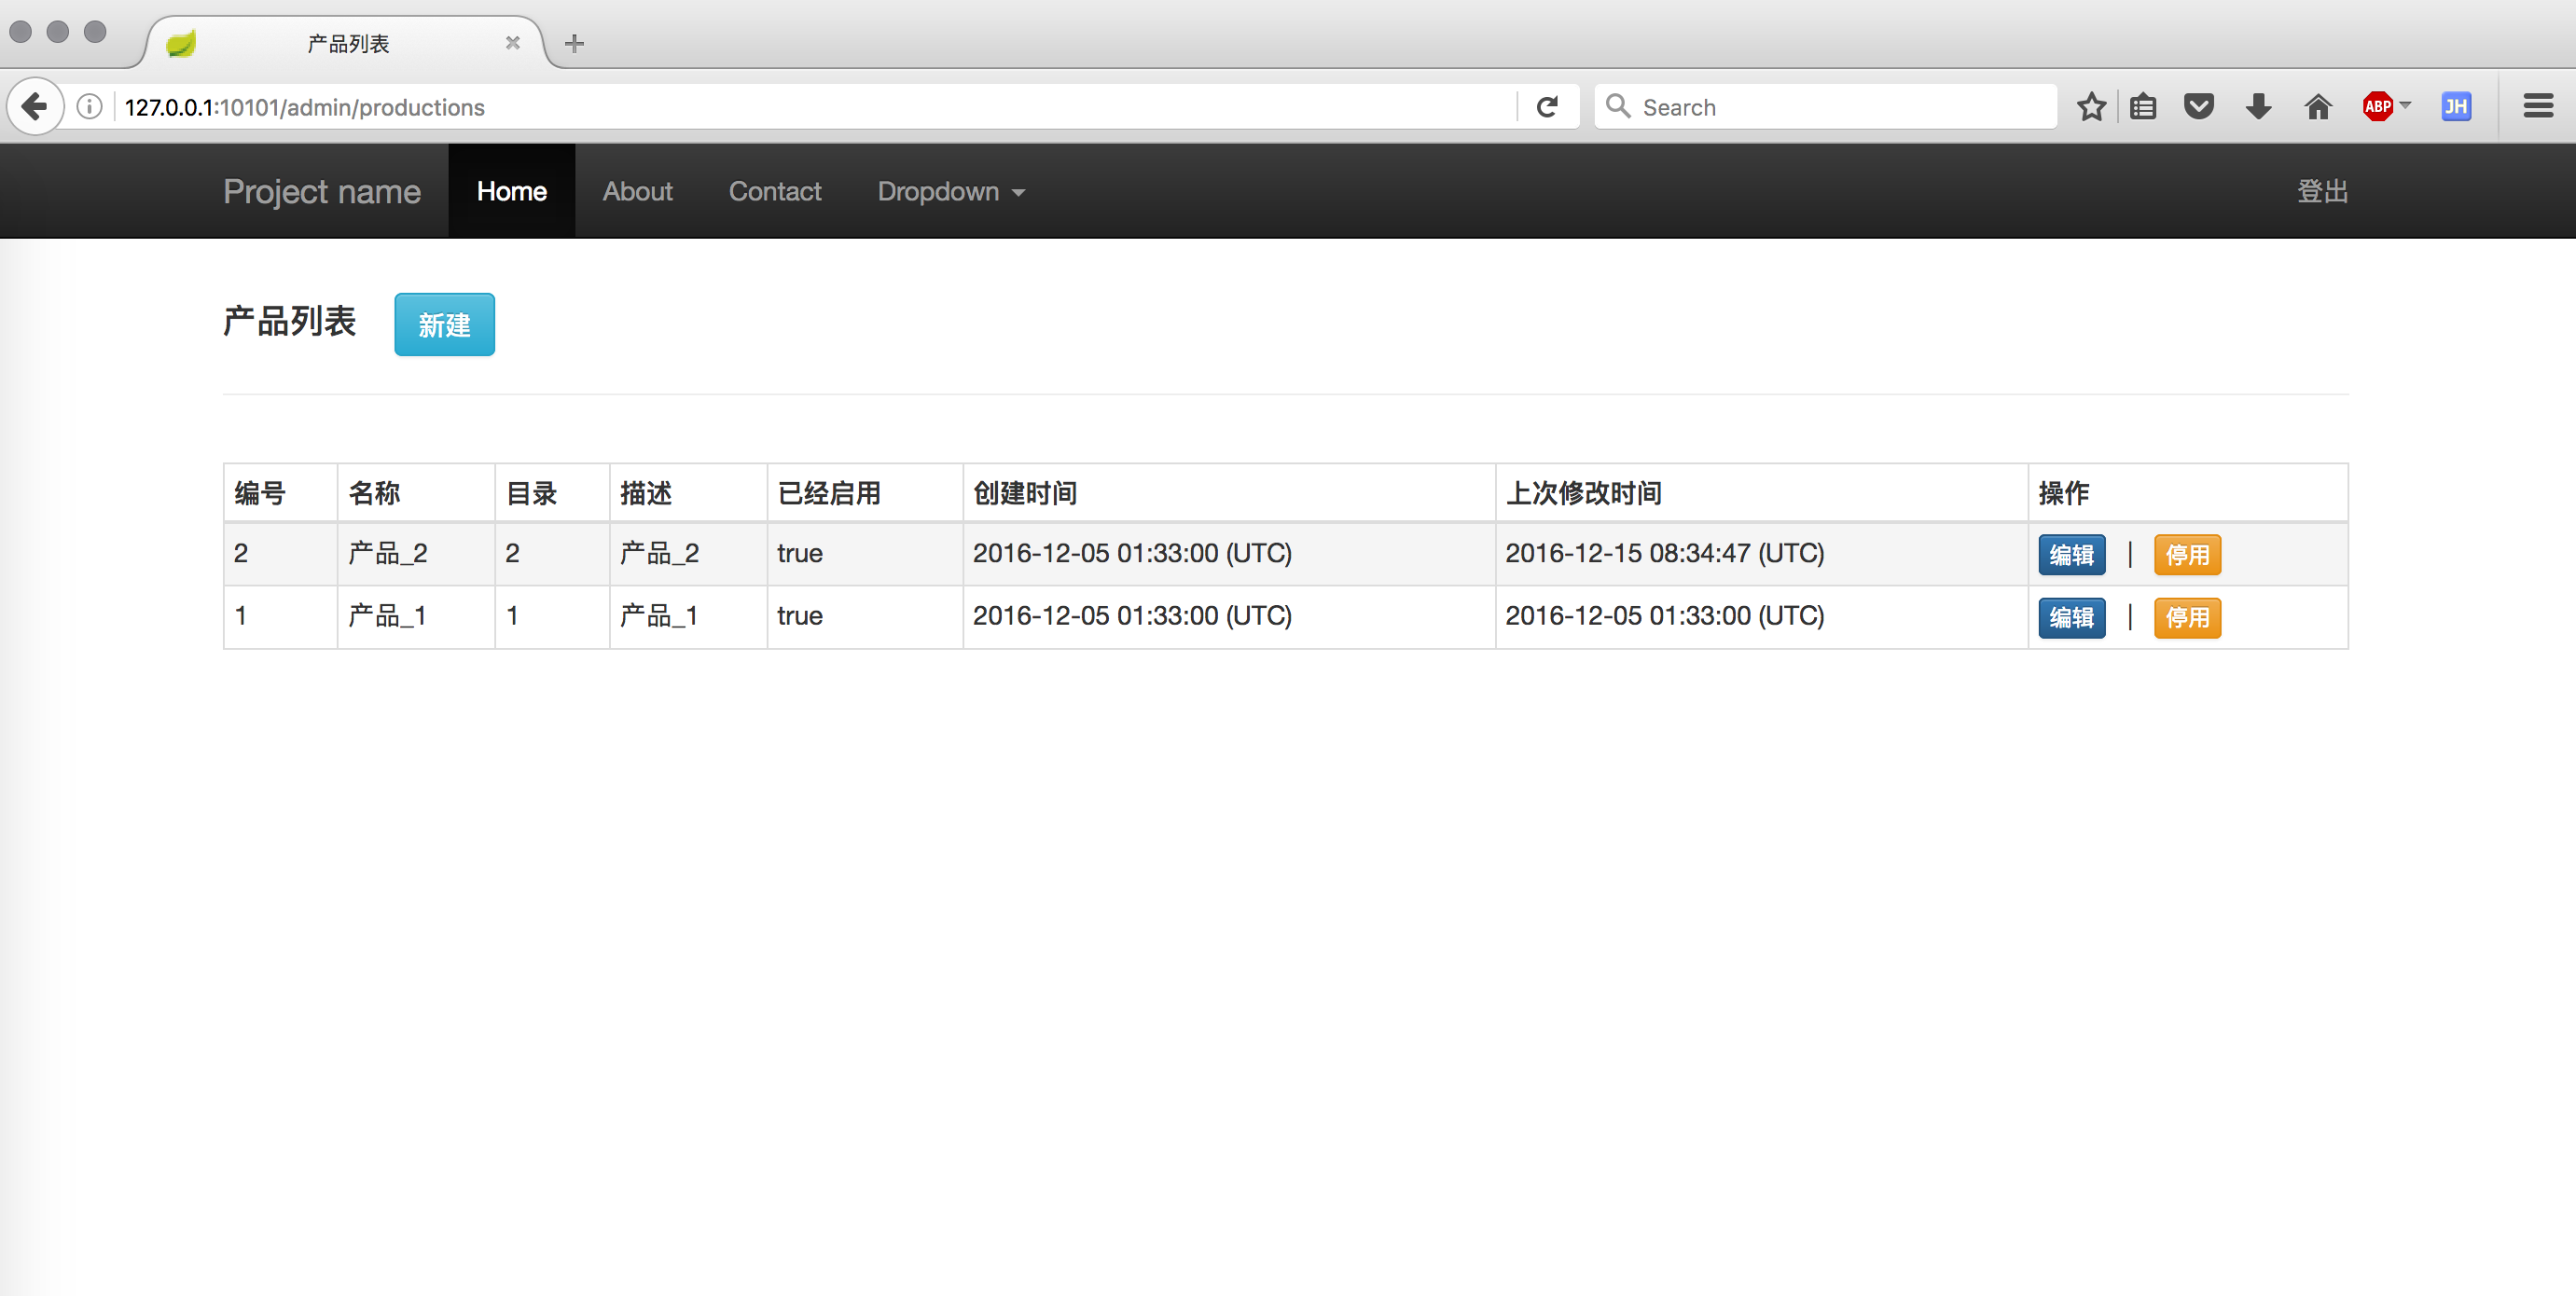 产品列表
127.0.0.1:10101/admin/productions
Search
ABP
JH
Project name Home About Contact Dropdown 登出
产品列表 新建
编号 名称 目录 描述 已经启用 创建时间 上次修改时间 操作
2 产品_2 2 产品_2 true 2016-12-05 01:33:00 (UTC) 2016-12-15 08:34:47 (UTC) 编辑 | 停用
1 产品_1 1 产品_1 true 2016-12-05 01:33:00 (UTC) 2016-12-05 01:33:00 (UTC) 编辑 | 停用